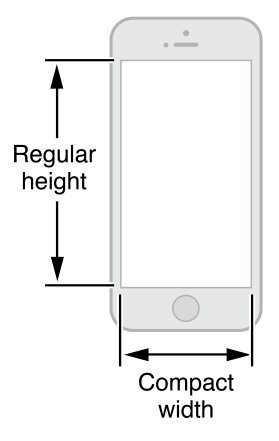 Regular
height
Compact
width